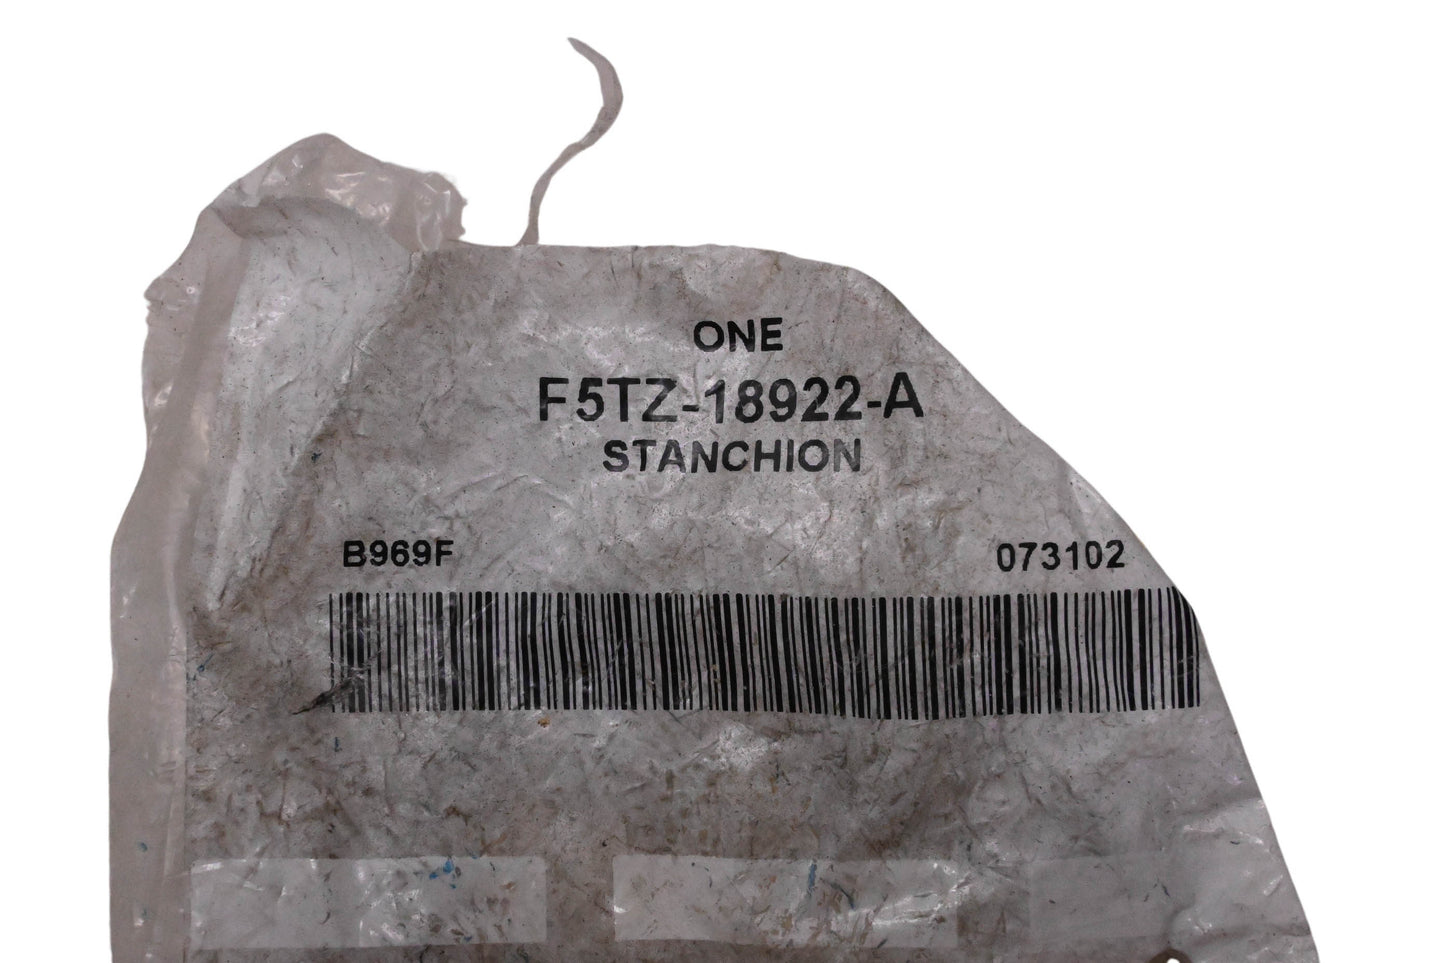 ONE
F5TZ-18922-A
STANCHION
B969F 073102